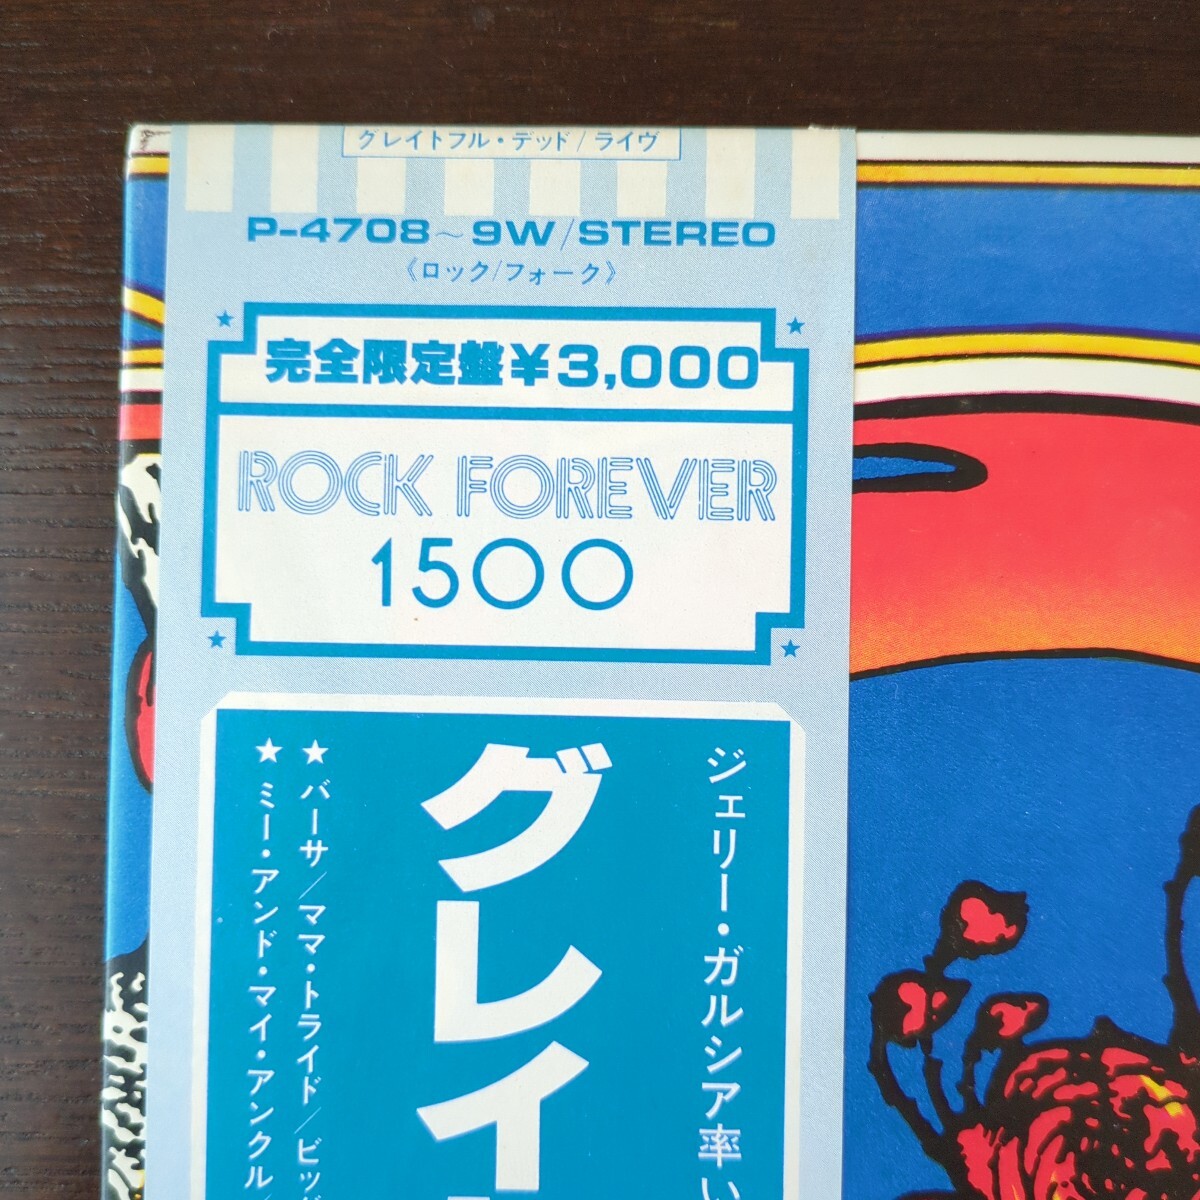 グレイトフル・デッド/ライヴ
P-4708~9W/STEREO
《ロック/フォーク》
完全限定盤¥3,000
ROCK FOREVER
1500
ジェリー・ガルシア率い
グレイ
★バーサ/ママ・トライド/ビッグ
★ミー・アンド・マイ・アンクル/